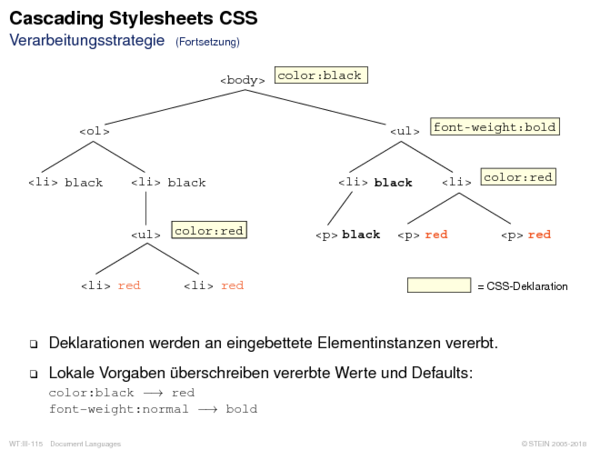 Cascading Stylesheets CSS
Verarbeitungsstrategie (Fortsetzung)
<body> color:black
<ol> <ul> font-weight:bold
<li> black <li> black <li> black <li> color:red
<ul> color:red <p> black <p> red <p> red
<li> red <li> red = CSS-Deklaration
❑ Deklarationen werden an eingebettete Elementinstanzen vererbt.
❑ Lokale Vorgaben überschreiben vererbte Werte und Defaults:
color:black → red
font-weight:normal → bold
WT:III-115 Document Languages © STEIN 2005-2018